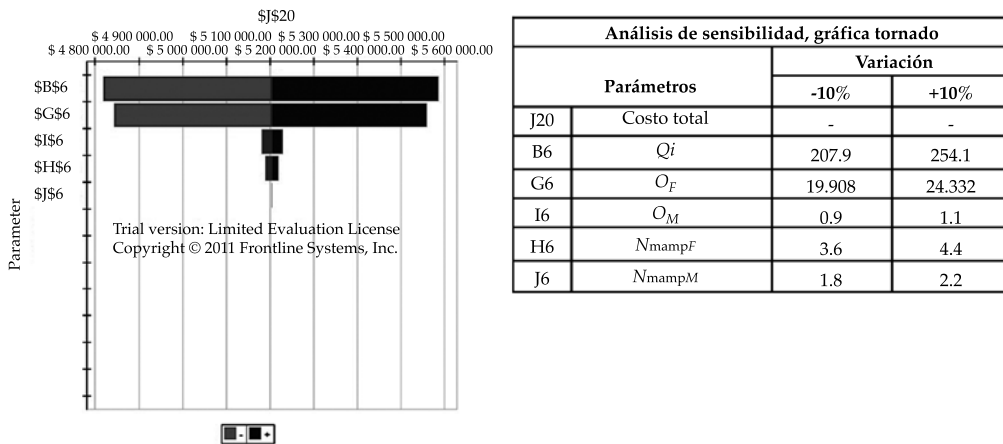 $J$20
$ 4 900 000.00 $ 5 100 000.00 $ 5 300 000.00 $ 5 500 000.00
$ 4 800 000.00 $ 5 000 000.00 $ 5 200 000.00 $ 5 400 000.00 $ 5 600 000.00
$B$6
$G$6
$I$6
$H$6
$J$6
Parameter
Trial version: Limited Evaluation License
Copyright © 2011 Frontline Systems, Inc.
- +
Análisis de sensibilidad, gráfica tornado
Parámetros Variación
-10% +10%
J20 Costo total - -
B6 Qi 207.9 254.1
G6 O_F 19.908 24.332
I6 O_M 0.9 1.1
H6 NmampF 3.6 4.4
J6 NmampM 1.8 2.2